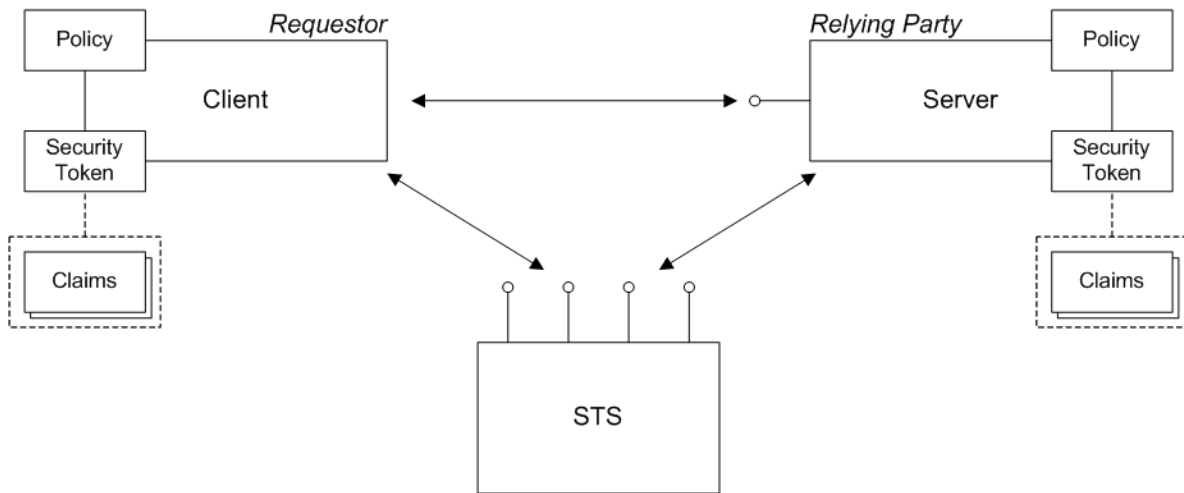 Requestor
Relying Party
Policy
Client
Server
Policy
Security
Token
Security
Token
Claims
Claims
STS